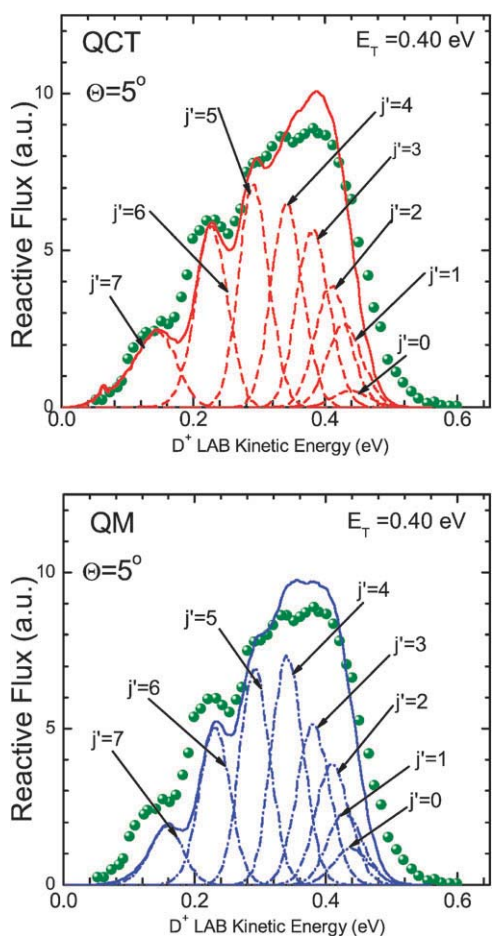 QCT
E_T =0.40 eV
Θ=5°
10
5
0
Reactive Flux (a.u.)
j'=5
j'=4
j'=3
j'=6
j'=2
j'=7
j'=1
j'=0
0.0 0.2 0.4 0.6
D⁺ LAB Kinetic Energy (eV)
QM
E_T =0.40 eV
Θ=5°
10
5
0
Reactive Flux (a.u.)
j'=5
j'=4
j'=3
j'=6
j'=2
j'=7
j'=1
j'=0
0.0 0.2 0.4 0.6
D⁺ LAB Kinetic Energy (eV)